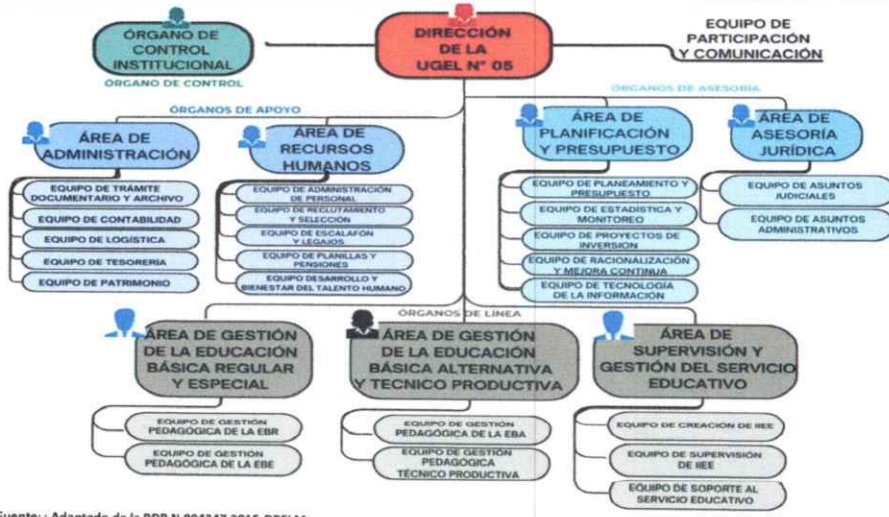 ÓRGANO DE
CONTROL
INSTITUCIONAL
ÓRGANO DE CONTROL
DIRECCIÓN
DE LA
UGEL N° 05
EQUIPO DE
PARTICIPACIÓN
Y COMUNICACIÓN
ÓRGANOS DE APOYO
ÓRGANOS DE ASESORÍA
ÁREA DE
ADMINISTRACIÓN
EQUIPO DE TRÁMITE
DOCUMENTARIO Y ARCHIVO
EQUIPO DE CONTABILIDAD
EQUIPO DE LOGÍSTICA
EQUIPO DE TESORERÍA
EQUIPO DE PATRIMONIO
ÁREA DE
RECURSOS
HUMANOS
EQUIPO DE ADMINISTRACIÓN
DE PERSONAL
EQUIPO DE RECLUTAMIENTO
Y SELECCIÓN
EQUIPO DE ESCALAFÓN
Y LEGAJOS
EQUIPO DE PLANILLAS Y
PENSIONES
EQUIPO DESARROLLO Y
BIENESTAR DEL TALENTO HUMANO
ÁREA DE
PLANIFICACIÓN
Y PRESUPUESTO
EQUIPO DE PLANEAMIENTO Y
PRESUPUESTO
EQUIPO DE ESTADÍSTICA Y
MONITOREO
EQUIPO DE PROYECTOS DE
INVERSIÓN
EQUIPO DE RACIONALIZACIÓN
Y MEJORA CONTINUA
EQUIPO DE TECNOLOGÍA
DE LA INFORMACIÓN
ÁREA DE
ASESORÍA
JURÍDICA
EQUIPO DE ASUNTOS
JUDICIALES
EQUIPO DE ASUNTOS
ADMINISTRATIVOS
ÓRGANOS DE LÍNEA
ÁREA DE GESTIÓN
DE LA EDUCACIÓN
BÁSICA REGULAR
Y ESPECIAL
EQUIPO DE GESTIÓN
PEDAGÓGICA DE LA EBR
EQUIPO DE GESTIÓN
PEDAGÓGICA DE LA EBE
ÁREA DE GESTIÓN
DE LA EDUCACIÓN
BÁSICA ALTERNATIVA
Y TECNICO PRODUCTIVA
EQUIPO DE GESTIÓN
PEDAGÓGICA DE LA EBA
EQUIPO DE GESTIÓN
PEDAGÓGICA
TÉCNICO PRODUCTIVA
ÁREA DE
SUPERVISIÓN Y
GESTIÓN DEL SERVICIO
EDUCATIVO
EQUIPO DE CREACIÓN DE IIEE
EQUIPO DE SUPERVISIÓN
DE IIEE
EQUIPO DE SOPORTE AL
SERVICIO EDUCATIVO
Fuente: : Adaptado de la RDR N